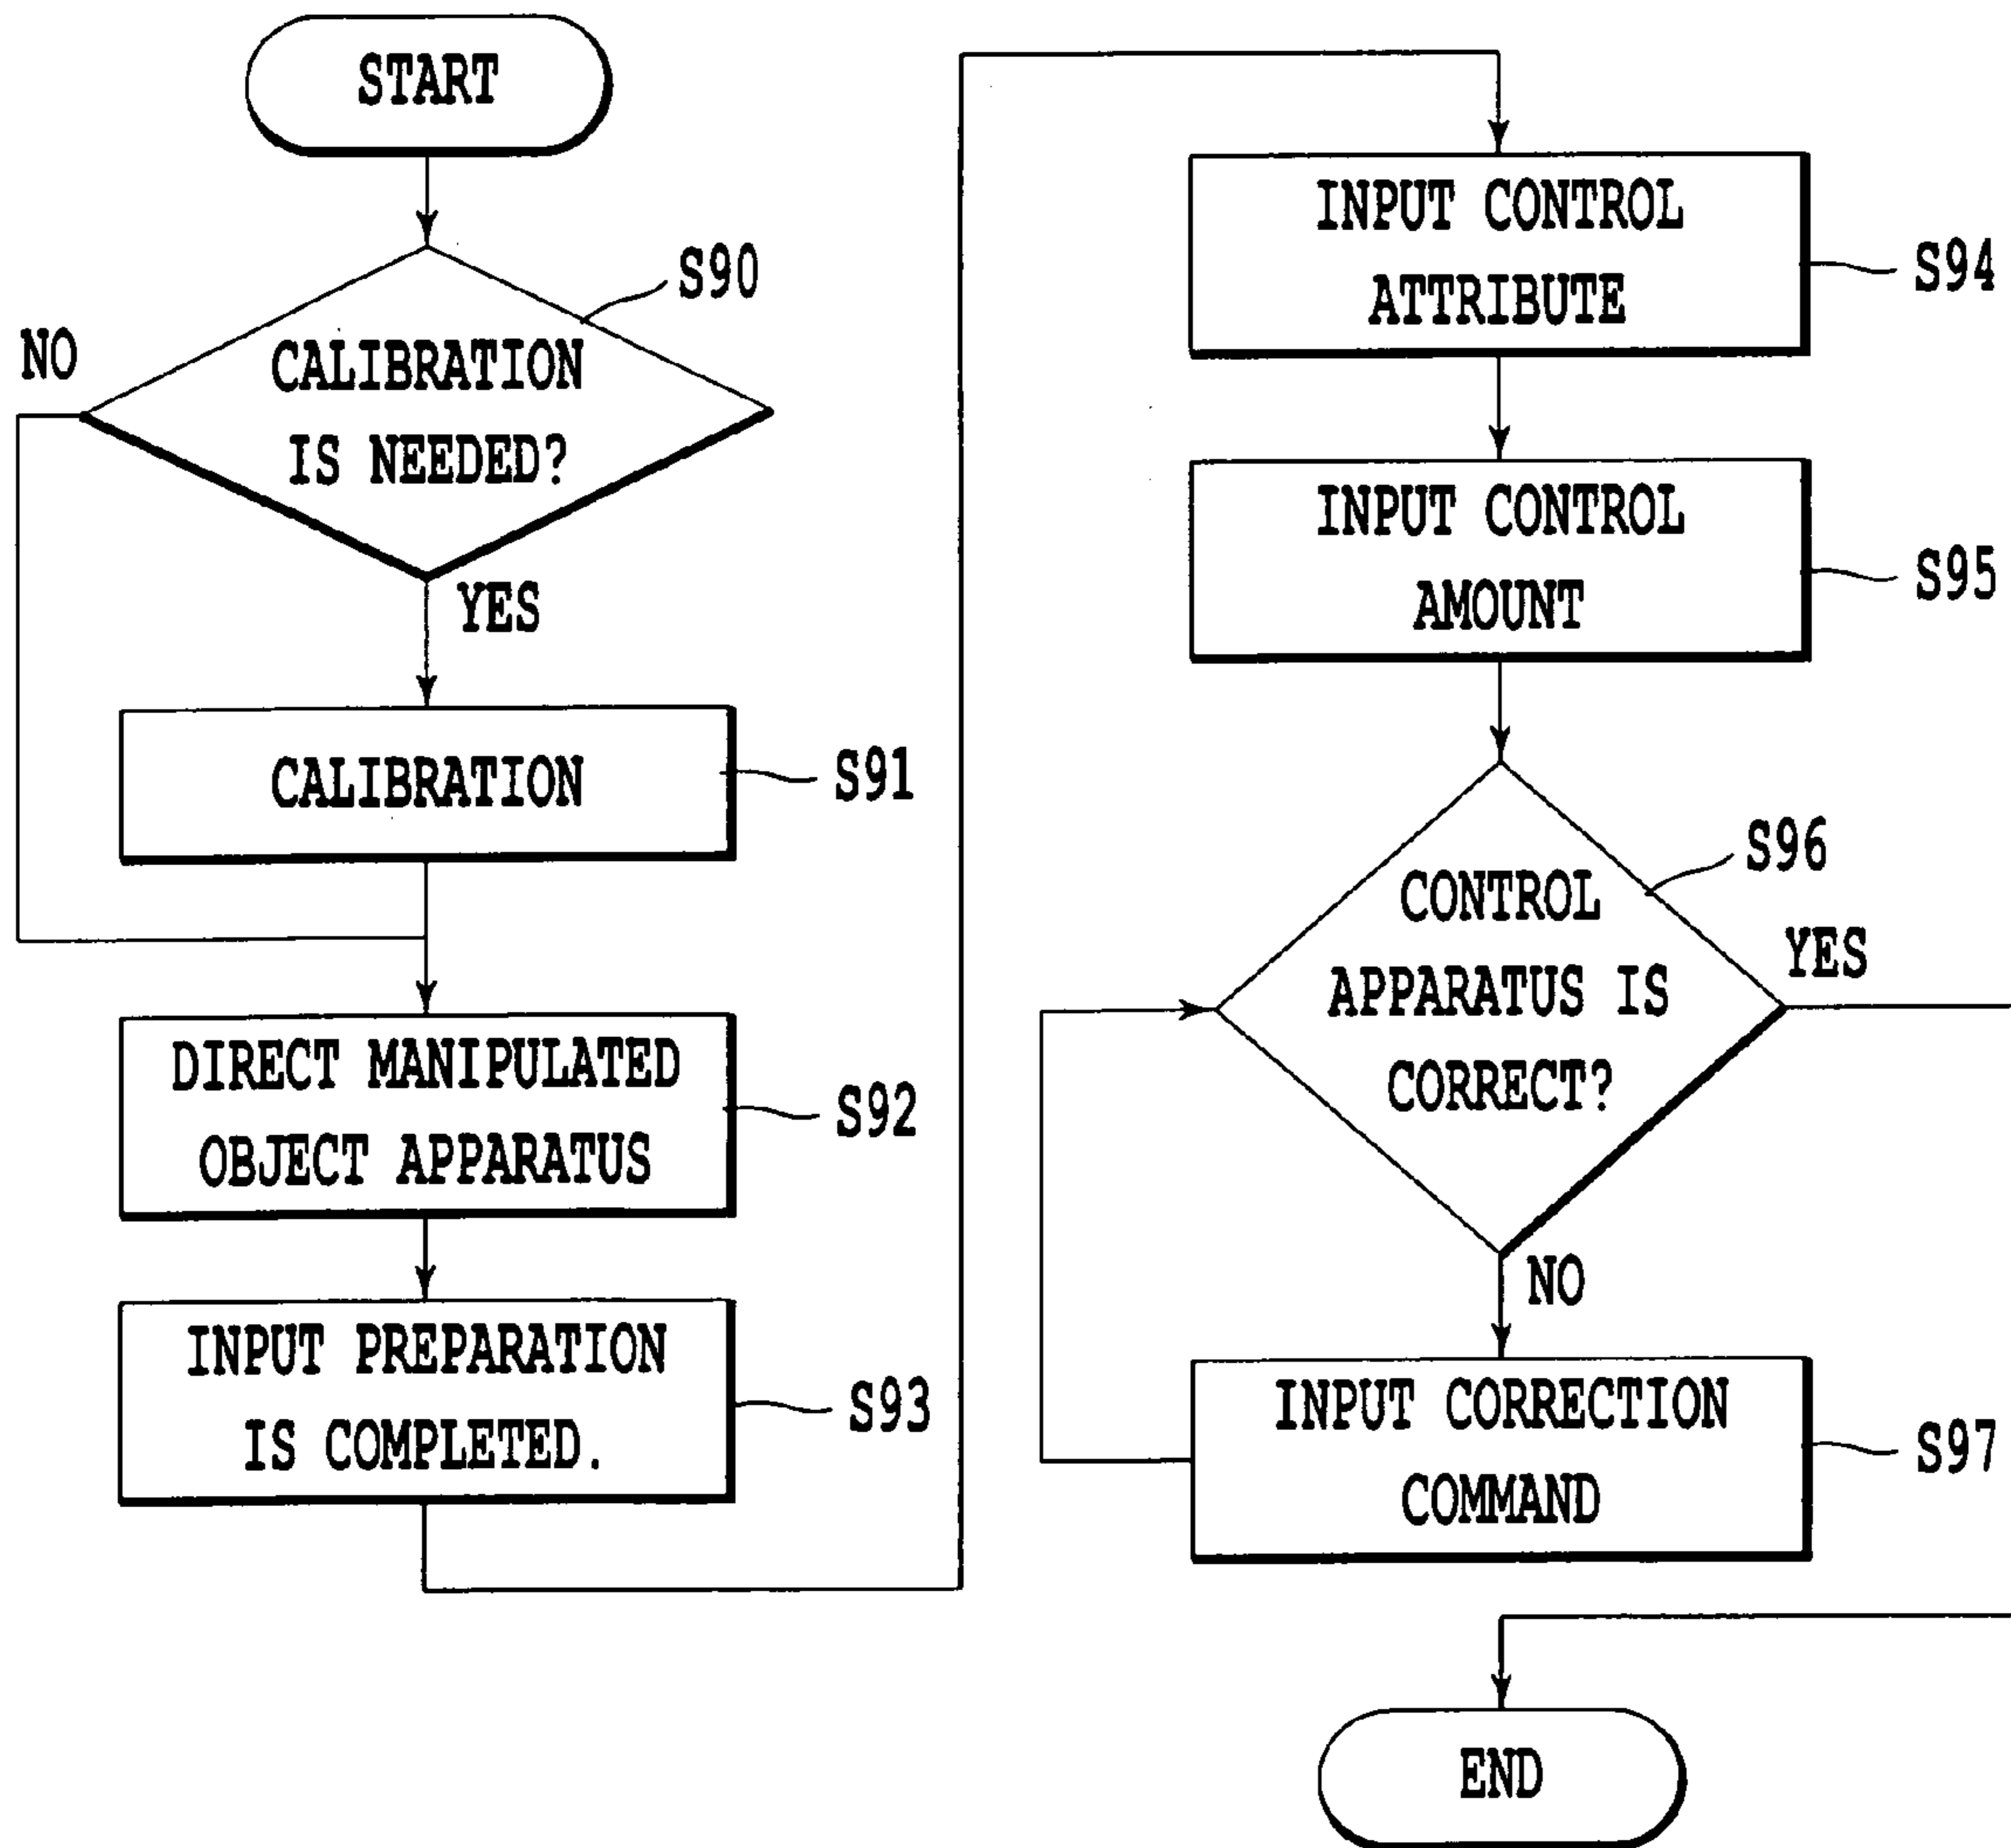 START
S90
NO
CALIBRATION
IS NEEDED?
YES
CALIBRATION
S91
DIRECT MANIPULATED
OBJECT APPARATUS
S92
INPUT PREPARATION
IS COMPLETED.
S93
INPUT CONTROL
ATTRIBUTE
S94
INPUT CONTROL
AMOUNT
S95
S96
CONTROL
APPARATUS IS
CORRECT?
YES
NO
INPUT CORRECTION
COMMAND
S97
END